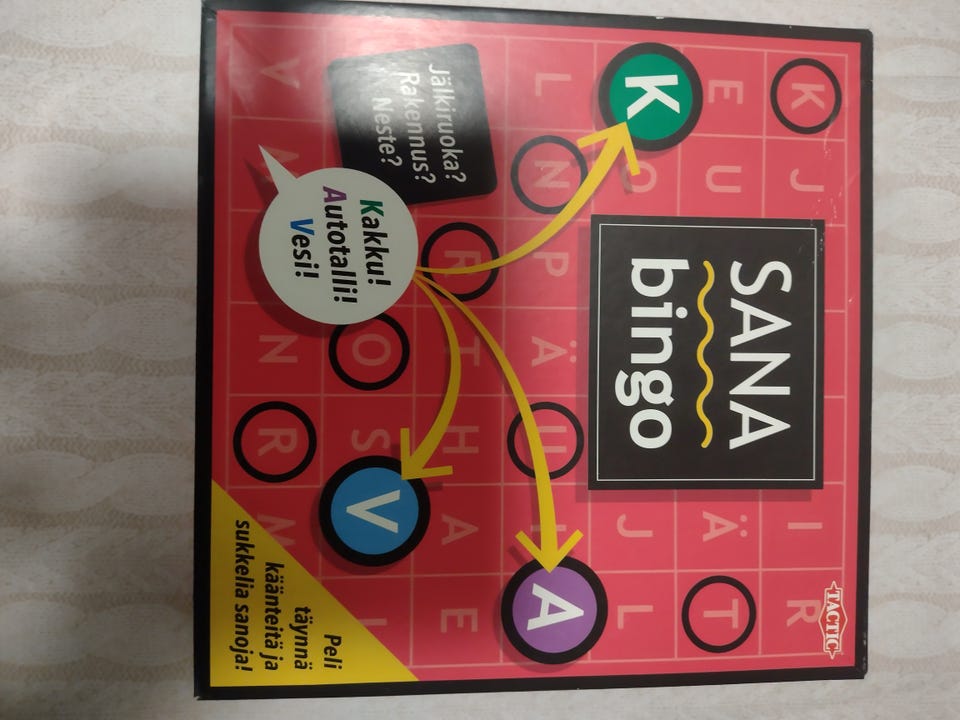 TACTIC
K J I R
E U Ä T
SANA
bingo
K O J L
L N P Ä U A
R T H A E
O S V
V N R M
Jälkiruoka?
Rakennus?
Neste?
Kakku!
Autotalli!
Vesi!
Peli
täynnä
käänteitä ja
sukkelia sanoja!